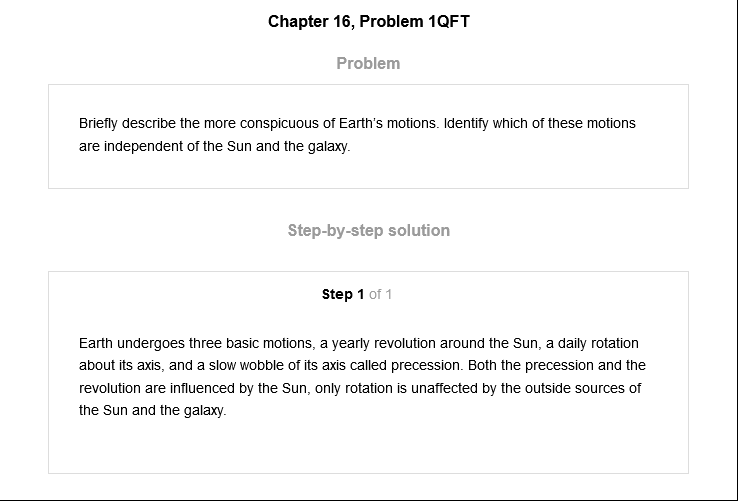 Chapter 16, Problem 1QFT
Problem
Briefly describe the more conspicuous of Earth's motions. Identify which of these motions
are independent of the Sun and the galaxy.
Step-by-step solution
Step 1 of 1
Earth undergoes three basic motions, a yearly revolution around the Sun, a daily rotation
about its axis, and a slow wobble of its axis called precession. Both the precession and the
revolution are influenced by the Sun, only rotation is unaffected by the outside sources of
the Sun and the galaxy.